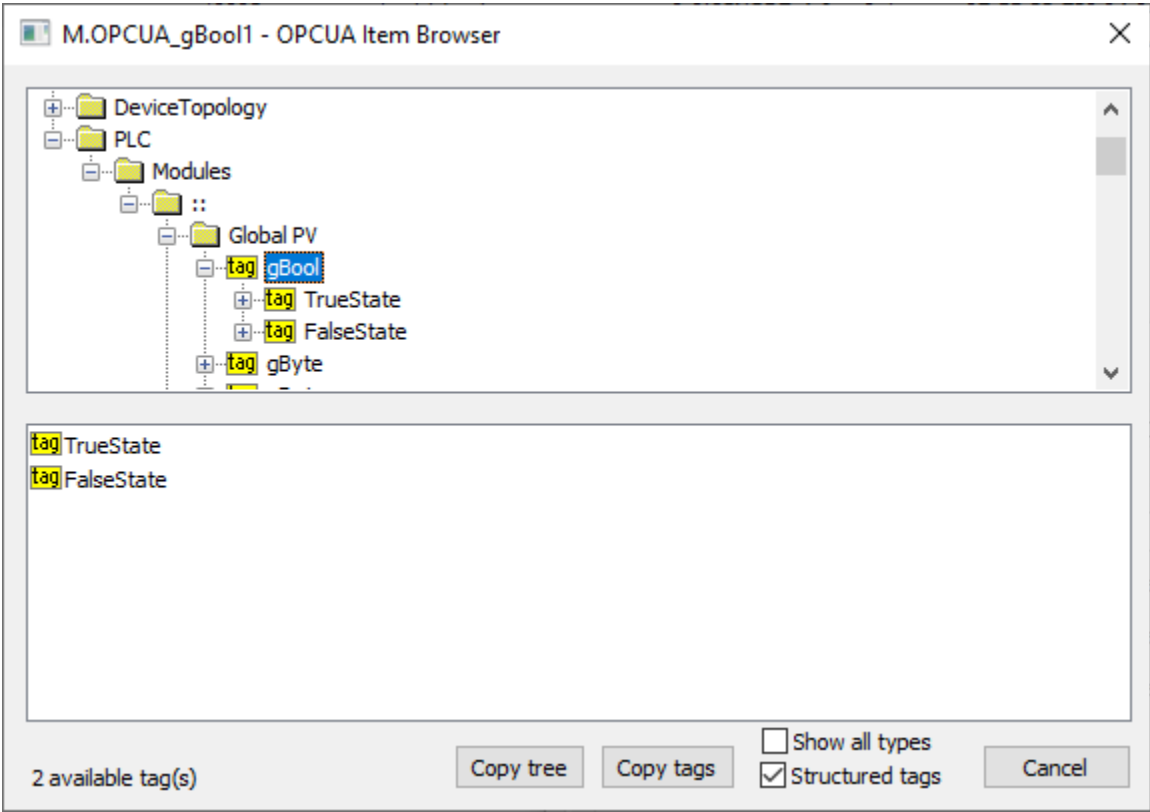 M.OPCUA_gBool1 - OPCUA Item Browser
DeviceTopology
PLC
Modules
::
Global PV
tag gBool
tag TrueState
tag FalseState
tag gByte
tag TrueState
tag FalseState
2 available tag(s)
Copy tree
Copy tags
Show all types
Structured tags
Cancel